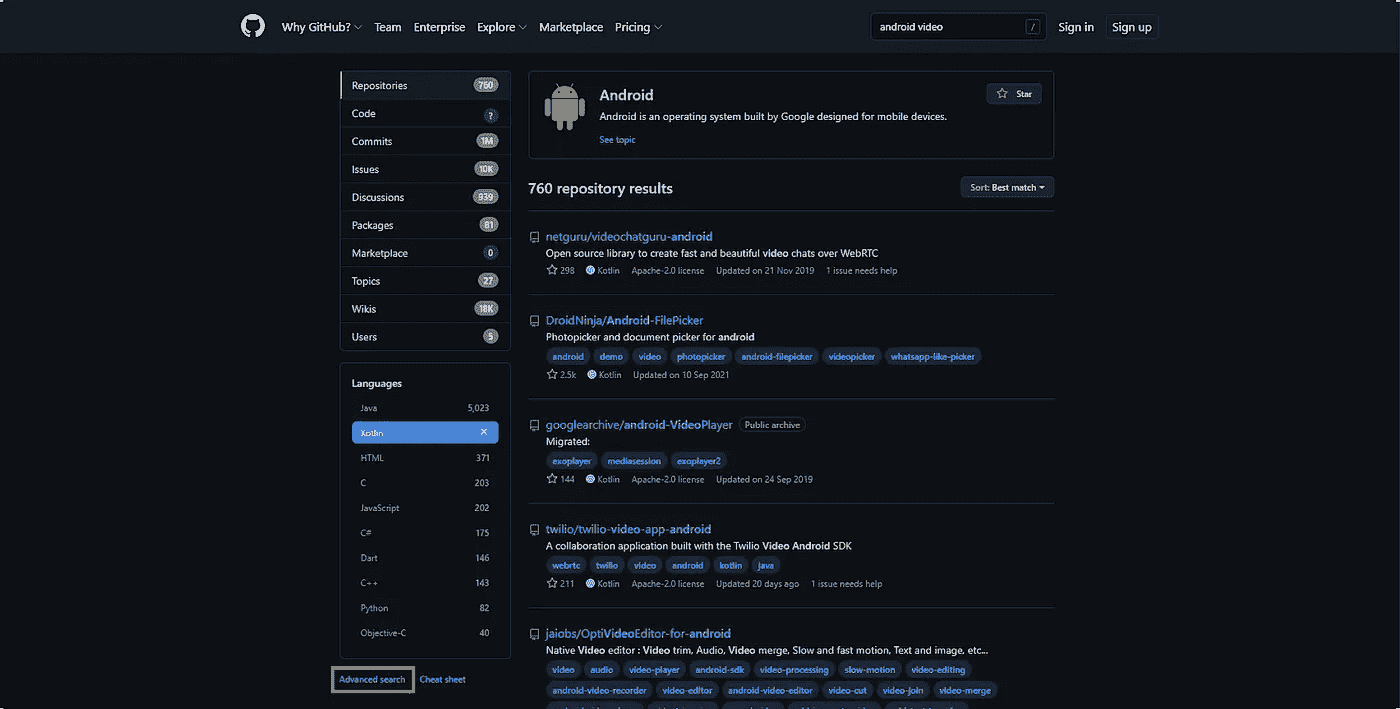 Why GitHub? Team Enterprise Explore Marketplace Pricing android video / Sign in Sign up
Repositories 760
Code ?
Commits 1M
Issues 10K
Discussions 939
Packages 81
Marketplace 0
Topics 27
Wikis 16K
Users 5
Languages
Java 5,023
Kotlin ✕
HTML 371
C 203
JavaScript 202
C# 175
Dart 146
C++ 143
Python 82
Objective-C 40
Advanced search Cheat sheet
Android
Star
Android is an operating system built by Google designed for mobile devices.
See topic
760 repository results
Sort: Best match
netguru/videochatguru-android
Open source library to create fast and beautiful video chats over WebRTC
298 Kotlin Apache-2.0 license Updated on 21 Nov 2019 1 issue needs help
DroidNinja/Android-FilePicker
Photopicker and document picker for android
android demo video photopicker android-filepicker videopicker whatsapp-like-picker
2.5k Kotlin Updated on 10 Sep 2021
googlearchive/android-VideoPlayer Public archive
Migrated:
exoplayer mediasession exoplayer2
144 Kotlin Apache-2.0 license Updated on 24 Sep 2019
twilio/twilio-video-app-android
A collaboration application built with the Twilio Video Android SDK
webrtc twilio video android kotlin java
211 Kotlin Apache-2.0 license Updated 20 days ago 1 issue needs help
jaiobs/OptiVideoEditor-for-android
Native Video editor : Video trim, Audio, Video merge, Slow and fast motion, Text and image, etc...
video audio video-player android-sdk video-processing slow-motion video-editing
android-video-recorder video-editor android-video-editor video-cut video-join video-merge